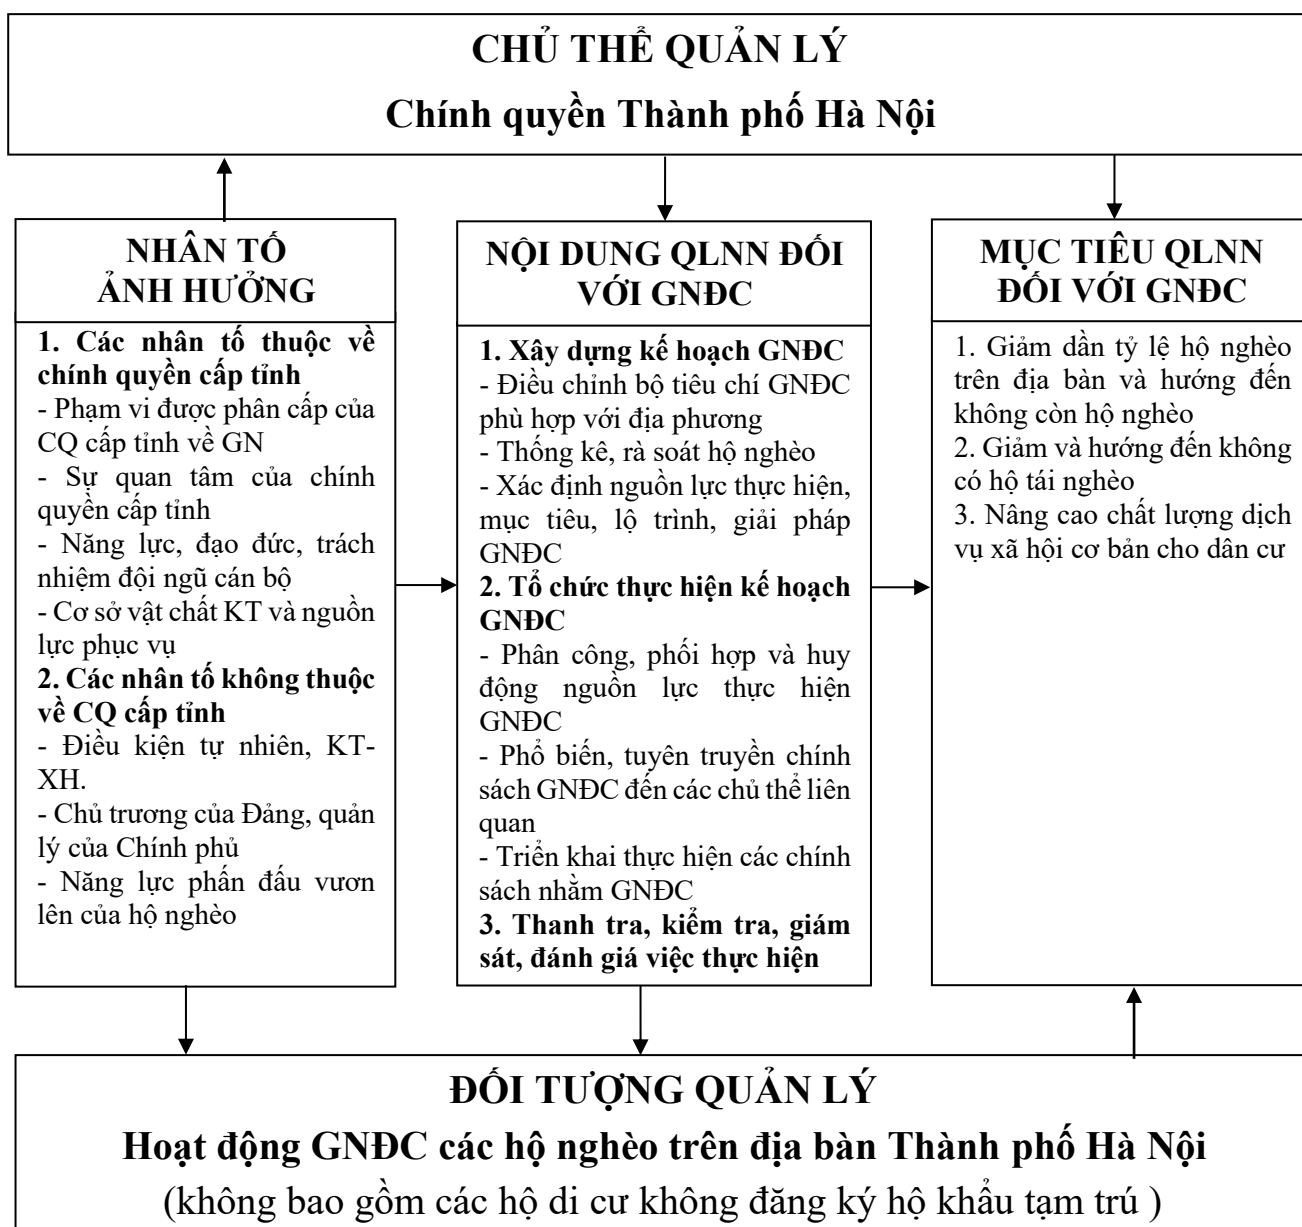 CHỦ THỂ QUẢN LÝ
Chính quyền Thành phố Hà Nội
NHÂN TỐ
ẢNH HƯỞNG
1. Các nhân tố thuộc về
chính quyền cấp tỉnh
- Phạm vi được phân cấp của
CQ cấp tỉnh về GN
- Sự quan tâm của chính
quyền cấp tỉnh
- Năng lực, đạo đức, trách
nhiệm đội ngũ cán bộ
- Cơ sở vật chất KT và nguồn
lực phục vụ
2. Các nhân tố không thuộc
về CQ cấp tỉnh
- Điều kiện tự nhiên, KT-
XH.
- Chủ trương của Đảng, quản
lý của Chính phủ
- Năng lực phấn đấu vươn
lên của hộ nghèo
NỘI DUNG QLNN ĐỐI
VỚI GNĐC
1. Xây dựng kế hoạch GNĐC
- Điều chỉnh bộ tiêu chí GNĐC
phù hợp với địa phương
- Thống kê, rà soát hộ nghèo
- Xác định nguồn lực thực hiện,
mục tiêu, lộ trình, giải pháp
GNĐC
2. Tổ chức thực hiện kế hoạch
GNĐC
- Phân công, phối hợp và huy
động nguồn lực thực hiện
GNĐC
- Phổ biến, tuyên truyền chính
sách GNĐC đến các chủ thể liên
quan
- Triển khai thực hiện các chính
sách nhằm GNĐC
3. Thanh tra, kiểm tra, giám
sát, đánh giá việc thực hiện
MỤC TIÊU QLNN
ĐỐI VỚI GNĐC
1. Giảm dần tỷ lệ hộ nghèo
trên địa bàn và hướng đến
không còn hộ nghèo
2. Giảm và hướng đến không
có hộ tái nghèo
3. Nâng cao chất lượng dịch
vụ xã hội cơ bản cho dân cư
ĐỐI TƯỢNG QUẢN LÝ
Hoạt động GNĐC các hộ nghèo trên địa bàn Thành phố Hà Nội
(không bao gồm các hộ di cư không đăng ký hộ khẩu tạm trú )